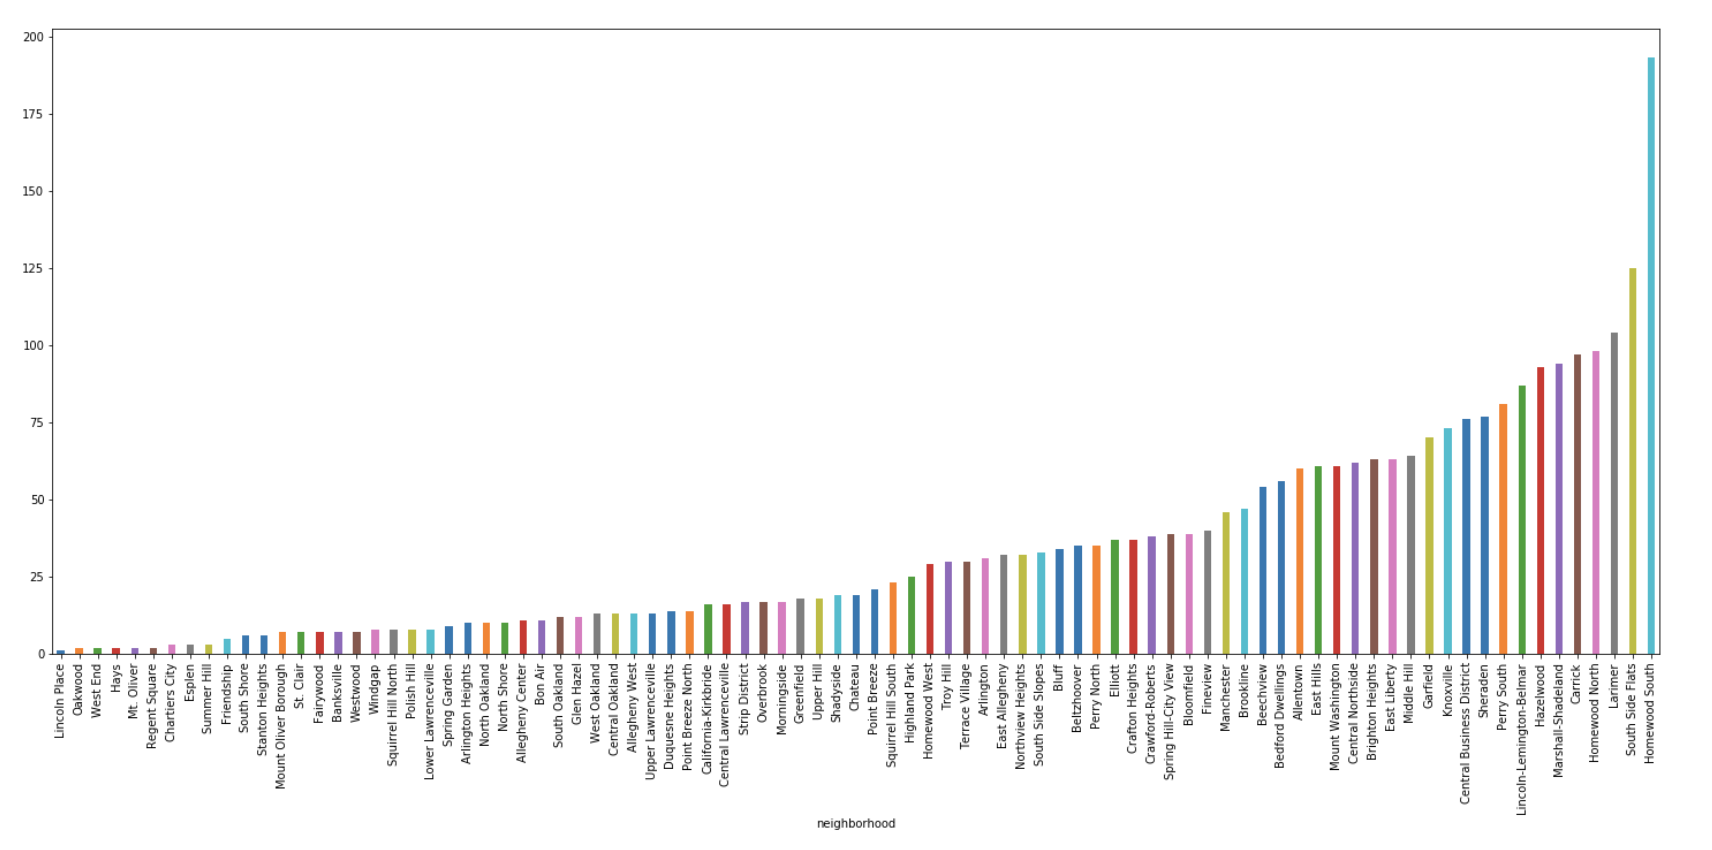 200
175
150
125
100
75
50
25
0
Lincoln Place
Oakwood
West End
Hays
Mt. Oliver
Regent Square
Chartiers City
Esplen
Summer Hill
Friendship
South Shore
Stanton Heights
Mount Oliver Borough
St. Clair
Fairywood
Banksville
Westwood
Windgap
Squirrel Hill North
Polish Hill
Lower Lawrenceville
Spring Garden
Arlington Heights
North Oakland
North Shore
Allegheny Center
Bon Air
South Oakland
Glen Hazel
West Oakland
Central Oakland
Allegheny West
Upper Lawrenceville
Duquesne Heights
Point Breeze North
California-Kirkbride
Central Lawrenceville
Strip District
Overbrook
Morningside
Greenfield
Upper Hill
Shadyside
Chateau
Point Breeze
Squirrel Hill South
Highland Park
Homewood West
Troy Hill
Terrace Village
Arlington
East Allegheny
Northview Heights
South Side Slopes
Bluff
Beltzhoover
Perry North
Elliott
Crafton Heights
Crawford-Roberts
Spring Hill-City View
Bloomfield
Fineview
Manchester
Brookline
Beechview
Bedford Dwellings
Allentown
East Hills
Mount Washington
Central Northside
Brighton Heights
East Liberty
Middle Hill
Garfield
Knoxville
Central Business District
Sheraden
Perry South
Lincoln-Lemington-Belmar
Hazelwood
Marshall-Shadeland
Carrick
Homewood North
Larimer
South Side Flats
Homewood South
neighborhood